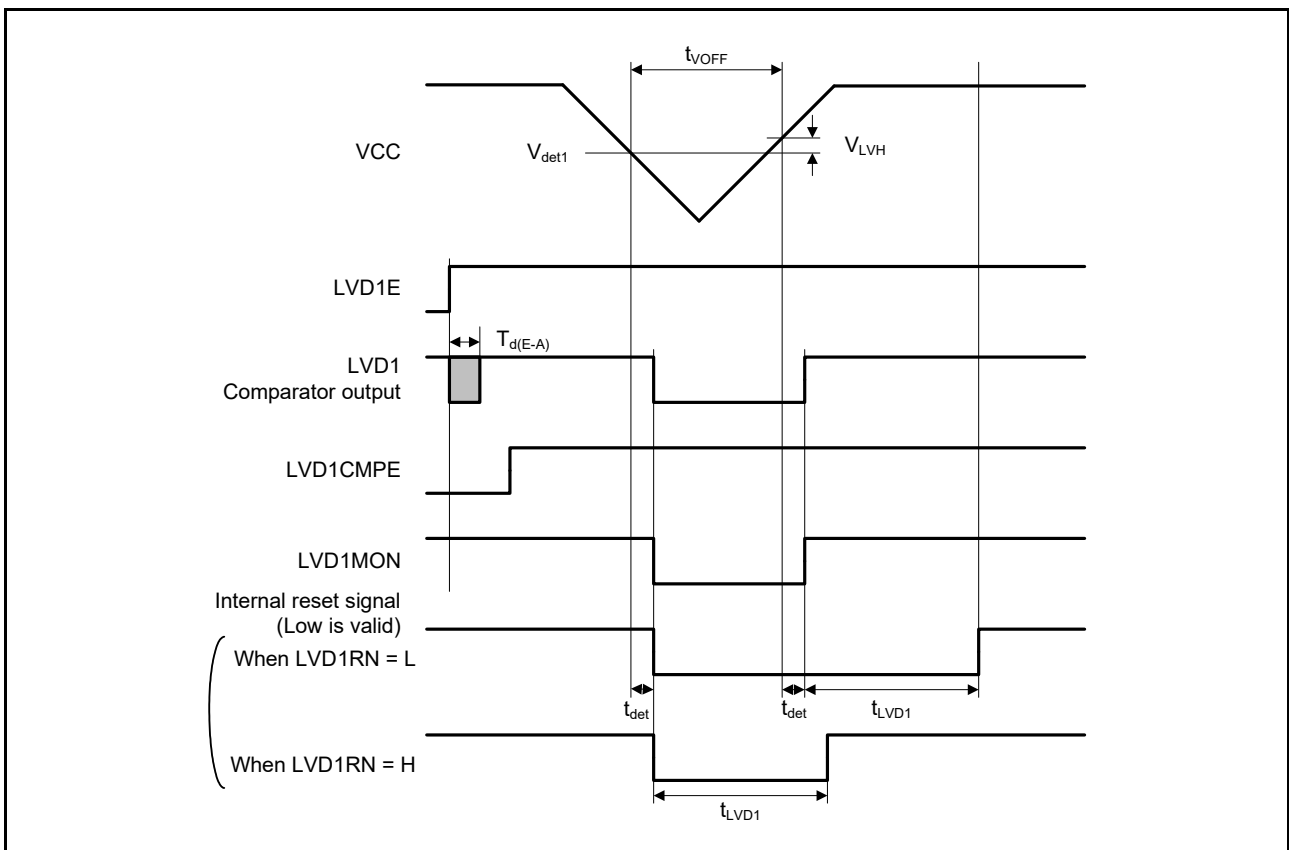 tVOFF
VCC
Vdet1
VLVH
LVD1E
Td(E-A)
LVD1
Comparator output
LVD1CMPE
LVD1MON
Internal reset signal
(Low is valid)
When LVD1RN = L
tdet
tdet
tLVD1
When LVD1RN = H
tLVD1